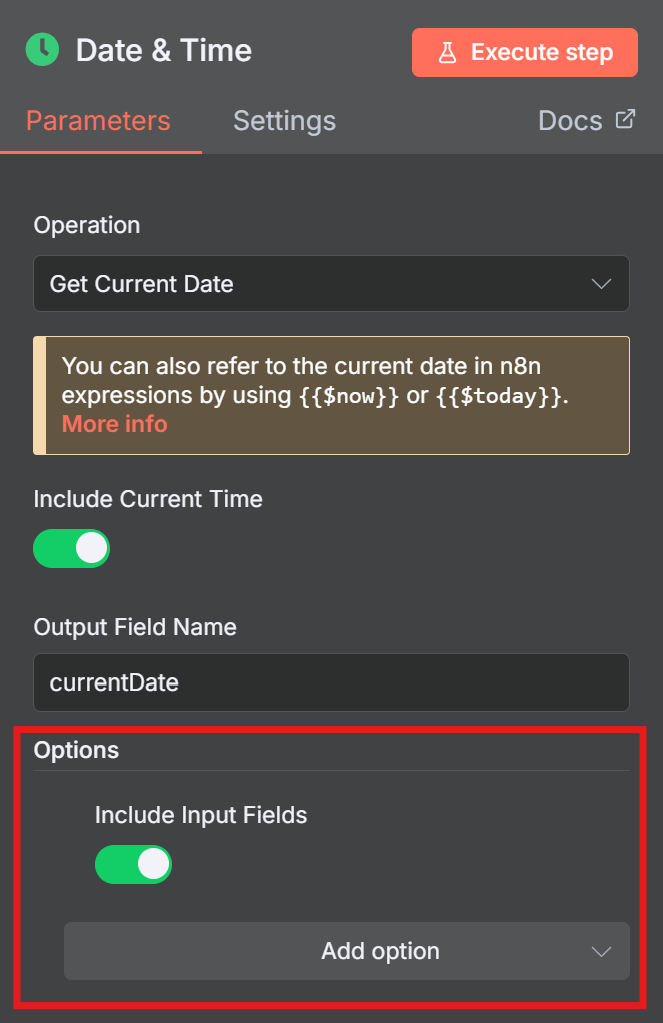 Date & Time
Execute step
Parameters
Settings
Docs
Operation
Get Current Date
You can also refer to the current date in n8n
expressions by using {{$now}} or {{$today}}.
More info
Include Current Time
Output Field Name
currentDate
Options
Include Input Fields
Add option